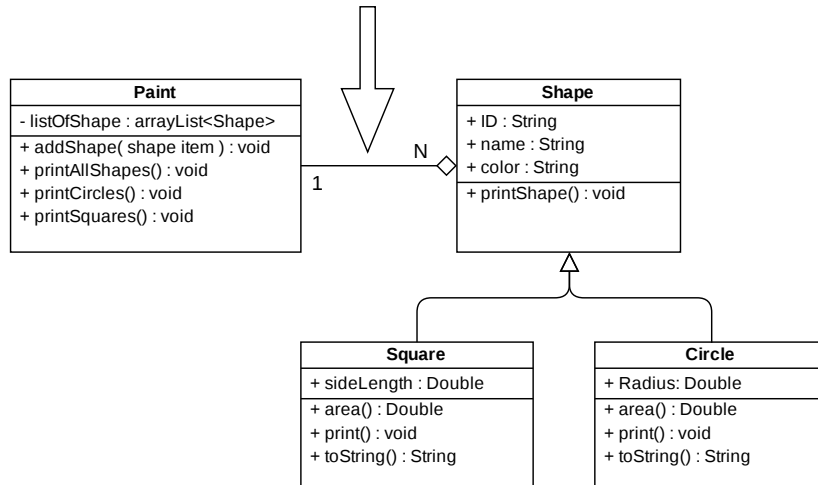 Paint
- listOfShape : arrayList<Shape>
+ addShape( shape item ) : void
+ printAllShapes() : void
+ printCircles() : void
+ printSquares() : void
1
N
Shape
+ ID : String
+ name : String
+ color : String
+ printShape() : void
Square
+ sideLength : Double
+ area() : Double
+ print() : void
+ toString() : String
Circle
+ Radius: Double
+ area() : Double
+ print() : void
+ toString() : String